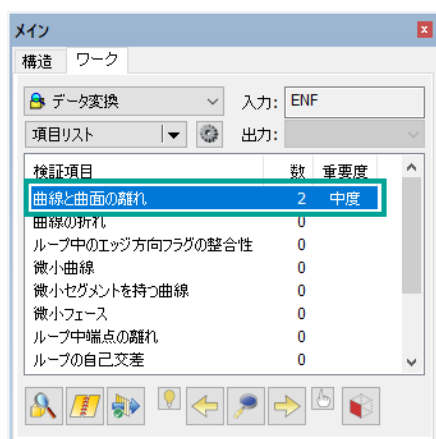 メイン
構造 ワーク
データ変換 入力: ENF
項目リスト 出力:
検証項目 数 重要度
曲線と曲面の離れ 2 中度
曲線の折れ 0
ループ中のエッジ方向フラグの整合性 0
微小曲線 0
微小セグメントを持つ曲線 0
微小フェース 0
ループ中端点の離れ 0
ループの自己交差 0